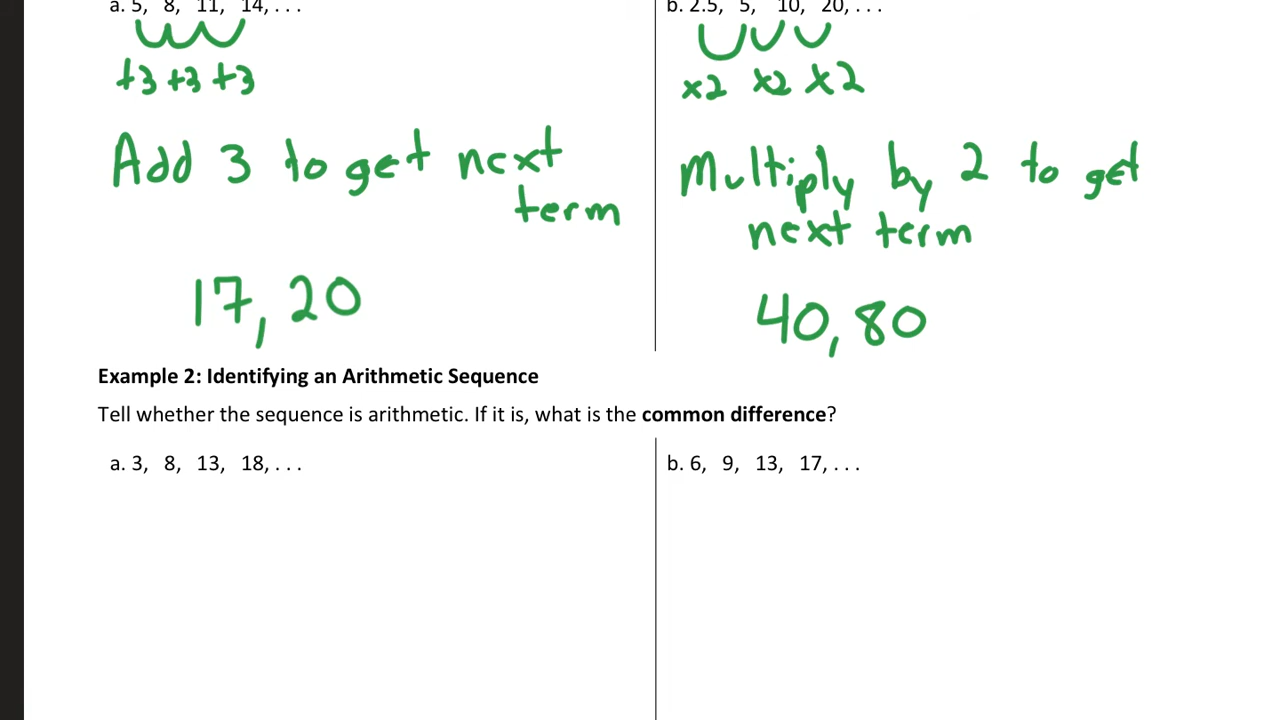 a. 5, 8, 11, 14, . . .
+3 +3 +3
Add 3 to get next
term
17, 20
b. 2.5, 5, 10, 20, . . .
x2 x2 x2
Multiply by 2 to get
next term
40, 80
Example 2: Identifying an Arithmetic Sequence
Tell whether the sequence is arithmetic. If it is, what is the common difference?
a. 3, 8, 13, 18, . . .
b. 6, 9, 13, 17, . . .